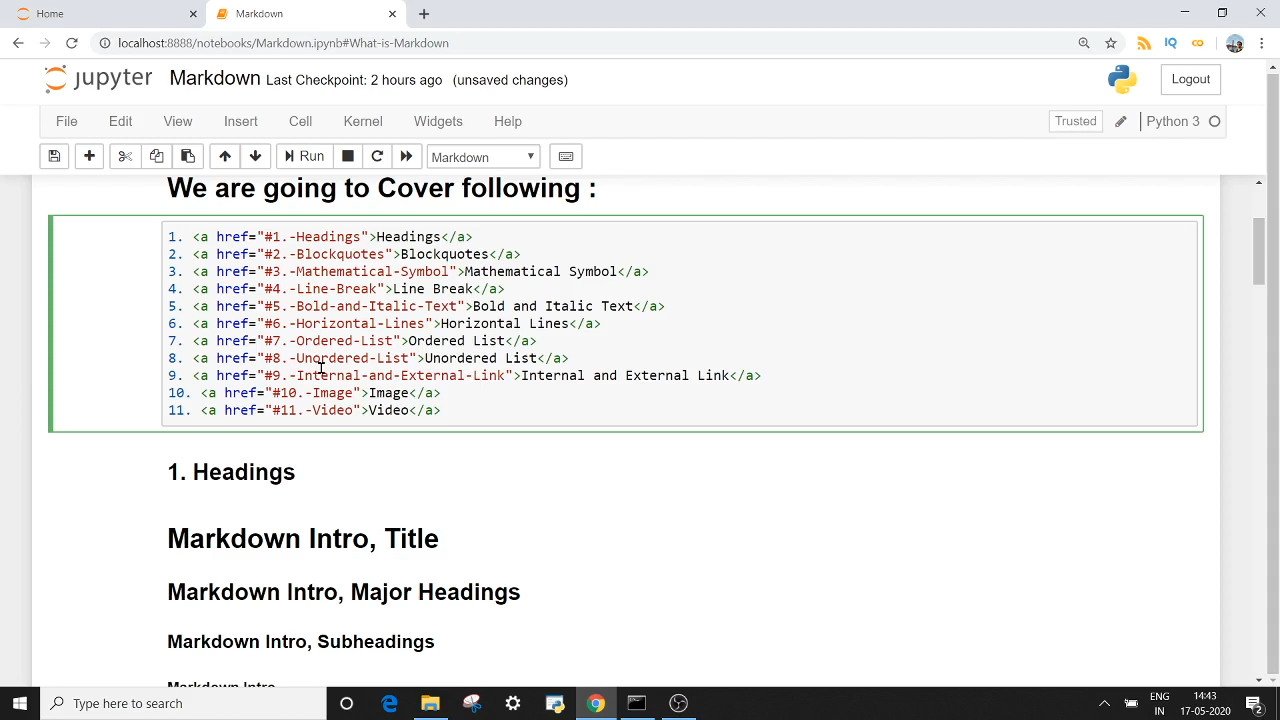 Home
Markdown
localhost:8888/notebooks/Markdown.ipynb#What-is-Markdown
IQ
jupyter Markdown Last Checkpoint: 2 hours ago (unsaved changes)
Logout
File Edit View Insert Cell Kernel Widgets Help
Trusted
Python 3
Run
Markdown
We are going to Cover following :
1. <a href="#1.-Headings">Headings</a>
2. <a href="#2.-Blockquotes">Blockquotes</a>
3. <a href="#3.-Mathematical-Symbol">Mathematical Symbol</a>
4. <a href="#4.-Line-Break">Line Break</a>
5. <a href="#5.-Bold-and-Italic-Text">Bold and Italic Text</a>
6. <a href="#6.-Horizontal-Lines">Horizontal Lines</a>
7. <a href="#7.-Ordered-List">Ordered List</a>
8. <a href="#8.-Unordered-List">Unordered List</a>
9. <a href="#9.-Internal-and-External-Link">Internal and External Link</a>
10. <a href="#10.-Image">Image</a>
11. <a href="#11.-Video">Video</a>
1. Headings
Markdown Intro, Title
Markdown Intro, Major Headings
Markdown Intro, Subheadings
Markdown Intro
Type here to search
ENG
IN
14:43
17-05-2020
2